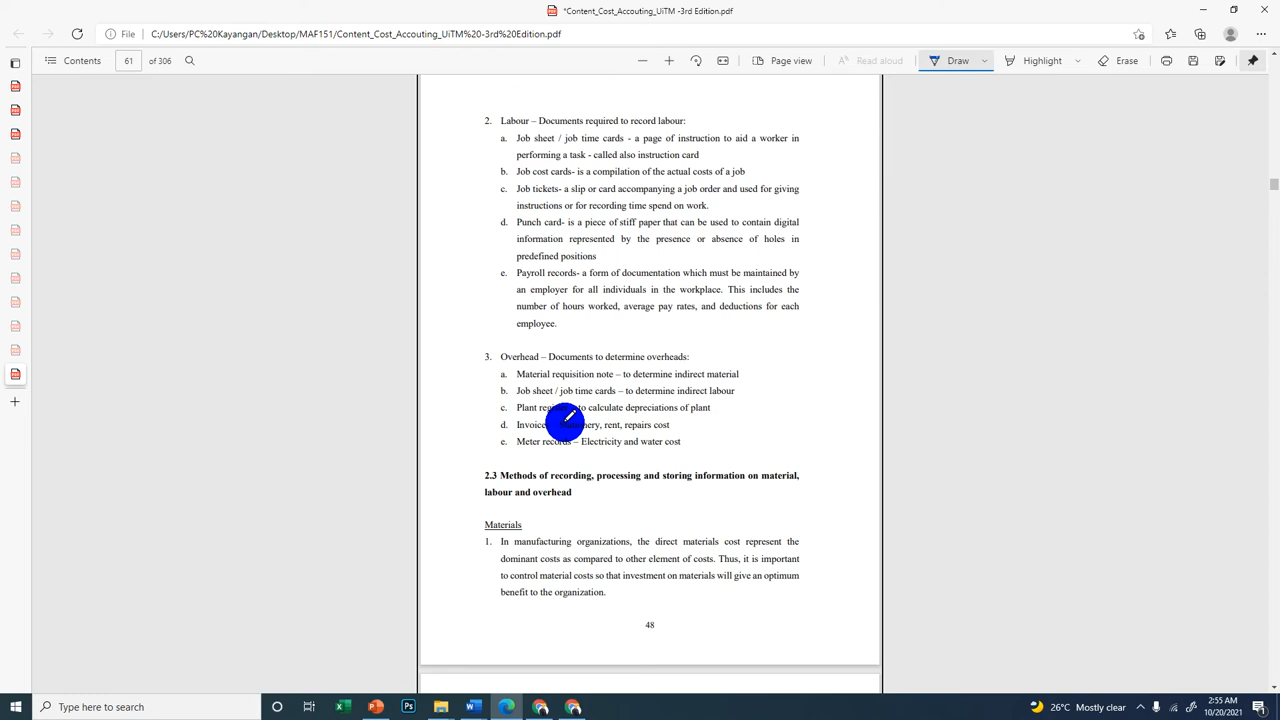 *Content_Cost_Accouting_UiTM -3rd Edition.pdf
File C:/Users/PC%20Kayangan/Desktop/MAF151/Content_Cost_Accouting_UiTM%20-3rd%20Edition.pdf
Contents 61 of 306 Page view Read aloud Draw Highlight Erase
2. Labour – Documents required to record labour:
a. Job sheet / job time cards - a page of instruction to aid a worker in
performing a task - called also instruction card
b. Job cost cards- is a compilation of the actual costs of a job
c. Job tickets- a slip or card accompanying a job order and used for giving
instructions or for recording time spend on work.
d. Punch card- is a piece of stiff paper that can be used to contain digital
information represented by the presence or absence of holes in
predefined positions
e. Payroll records- a form of documentation which must be maintained by
an employer for all individuals in the workplace. This includes the
number of hours worked, average pay rates, and deductions for each
employee.
3. Overhead – Documents to determine overheads:
a. Material requisition note – to determine indirect material
b. Job sheet / job time cards – to determine indirect labour
c. Plant to calculate depreciations of plant
d. rent, repairs cost
e. Meter records – Electricity and water cost
2.3 Methods of recording, processing and storing information on material,
labour and overhead
Materials
1. In manufacturing organizations, the direct materials cost represent the
dominant costs as compared to other element of costs. Thus, it is important
to control material costs so that investment on materials will give an optimum
benefit to the organization.
48
Type here to search
26°C Mostly clear
2:55 AM
10/20/2021